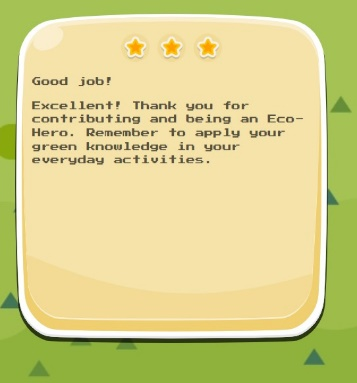 Good job!
Excellent! Thank you for
contributing and being an Eco-
Hero. Remember to apply your
green knowledge in your
everyday activities.